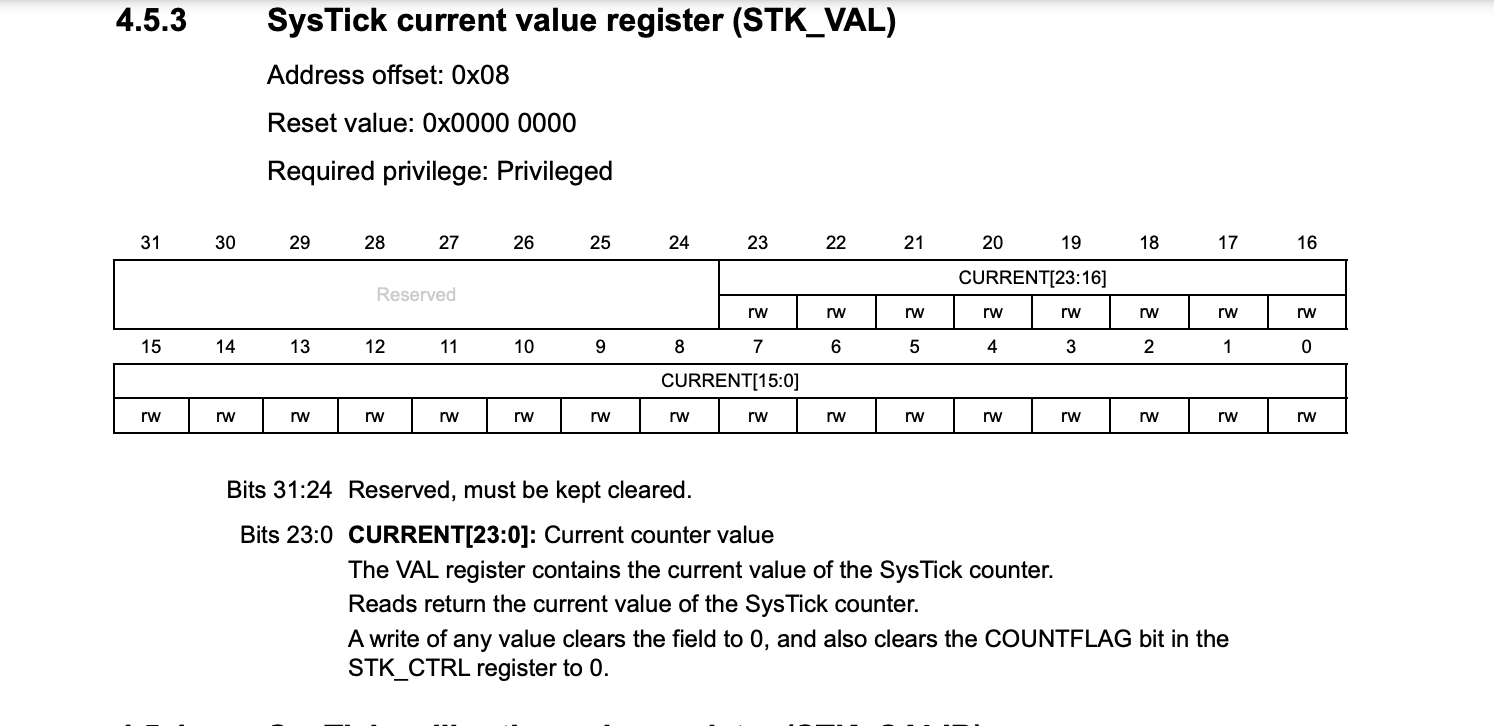 4.5.3 SysTick current value register (STK_VAL)
Address offset: 0x08
Reset value: 0x0000 0000
Required privilege: Privileged
31 30 29 28 27 26 25 24 23 22 21 20 19 18 17 16
Reserved
CURRENT[23:16]
rw rw rw rw rw rw rw rw
15 14 13 12 11 10 9 8 7 6 5 4 3 2 1 0
CURRENT[15:0]
rw rw rw rw rw rw rw rw rw rw rw rw rw rw rw rw
Bits 31:24 Reserved, must be kept cleared.
Bits 23:0 CURRENT[23:0]: Current counter value
The VAL register contains the current value of the SysTick counter.
Reads return the current value of the SysTick counter.
A write of any value clears the field to 0, and also clears the COUNTFLAG bit in the
STK_CTRL register to 0.